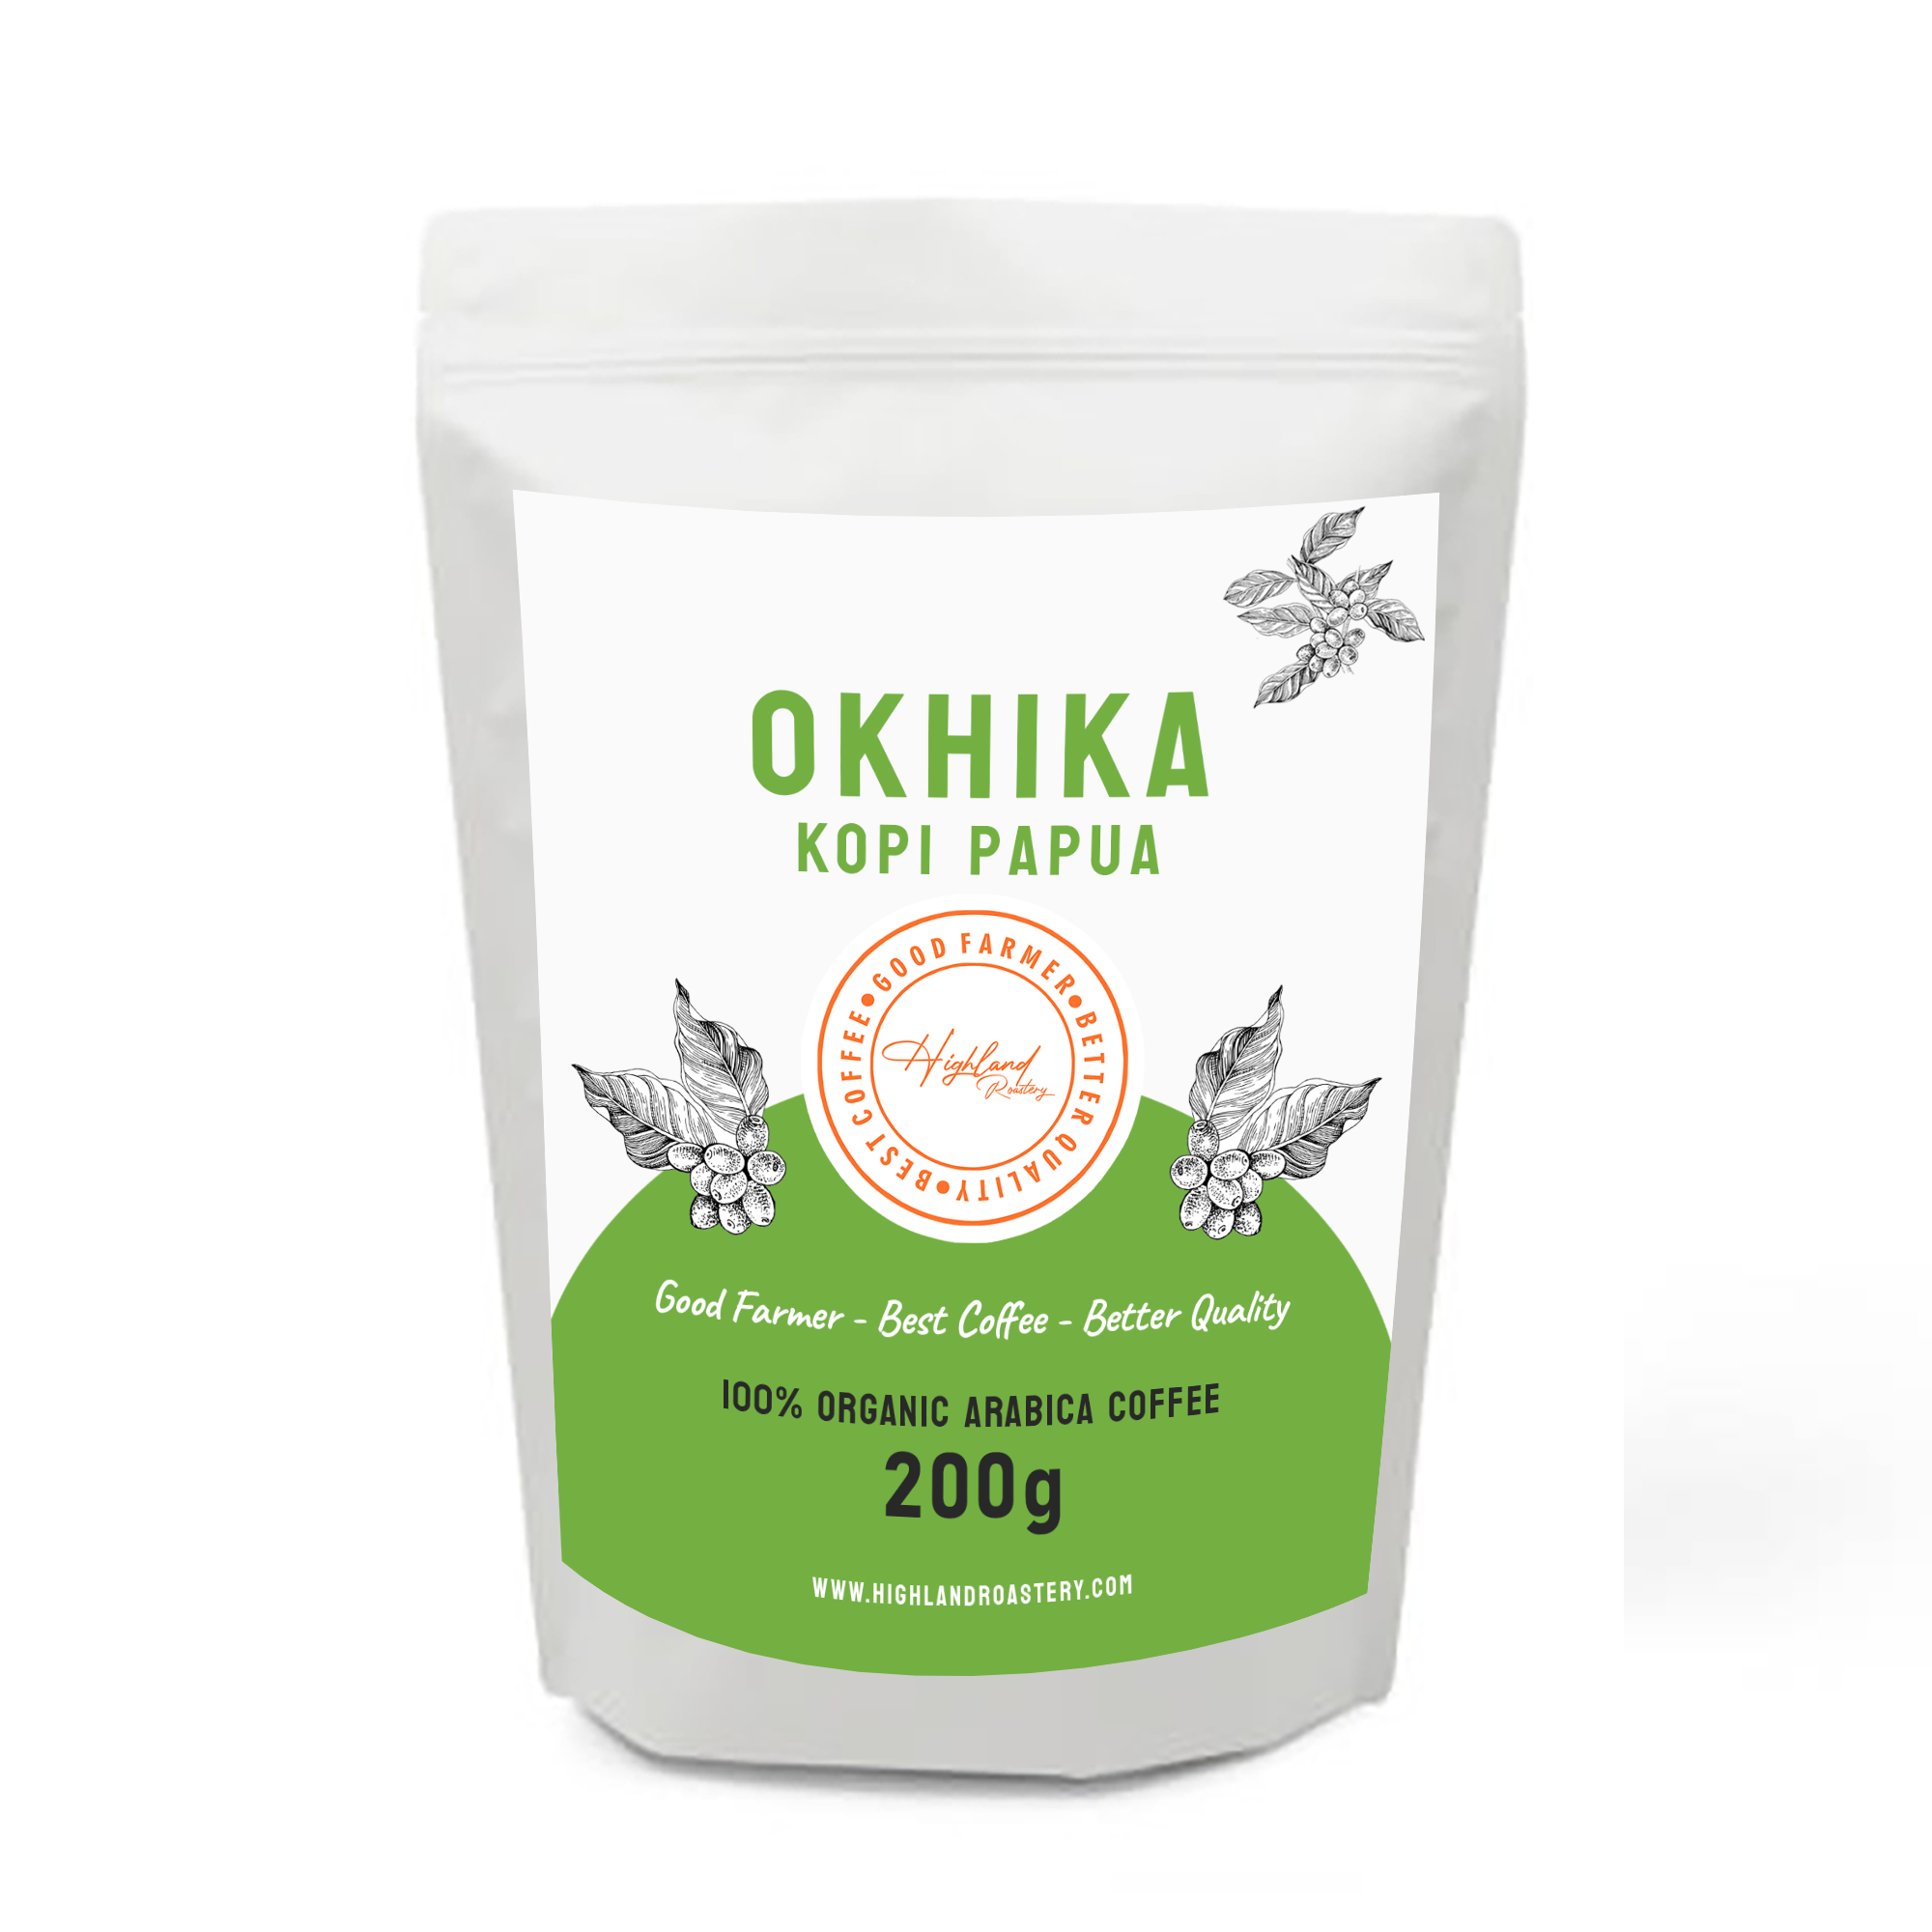 OKHIKA
KOPI PAPUA
GOOD FARMER • BETTER QUALITY • BEST COFFEE •
Highland
Roastery
Good Farmer - Best Coffee - Better Quality
100% ORGANIC ARABICA COFFEE
200g
WWW.HIGHLANDROASTERY.COM